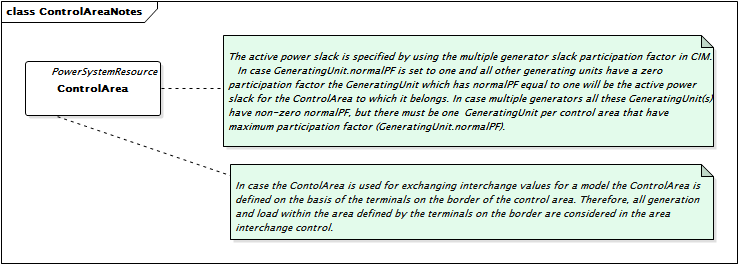 class ControlAreaNotes
PowerSystemResource
ControlArea
The active power slack is specified by using the multiple generator slack participation factor in CIM.
In case GeneratingUnit.normalPF is set to one and all other generating units have a zero
participation factor the GeneratingUnit which has normalPF equal to one will be the active power
slack for the ControlArea to which it belongs. In case multiple generators all these GeneratingUnit(s)
have non-zero normalPF, but there must be one GeneratingUnit per control area that have
maximum participation factor (GeneratingUnit.normalPF).
In case the ContolArea is used for exchanging interchange values for a model the ControlArea is
defined on the basis of the terminals on the border of the control area. Therefore, all generation
and load within the area defined by the terminals on the border are considered in the area
interchange control.